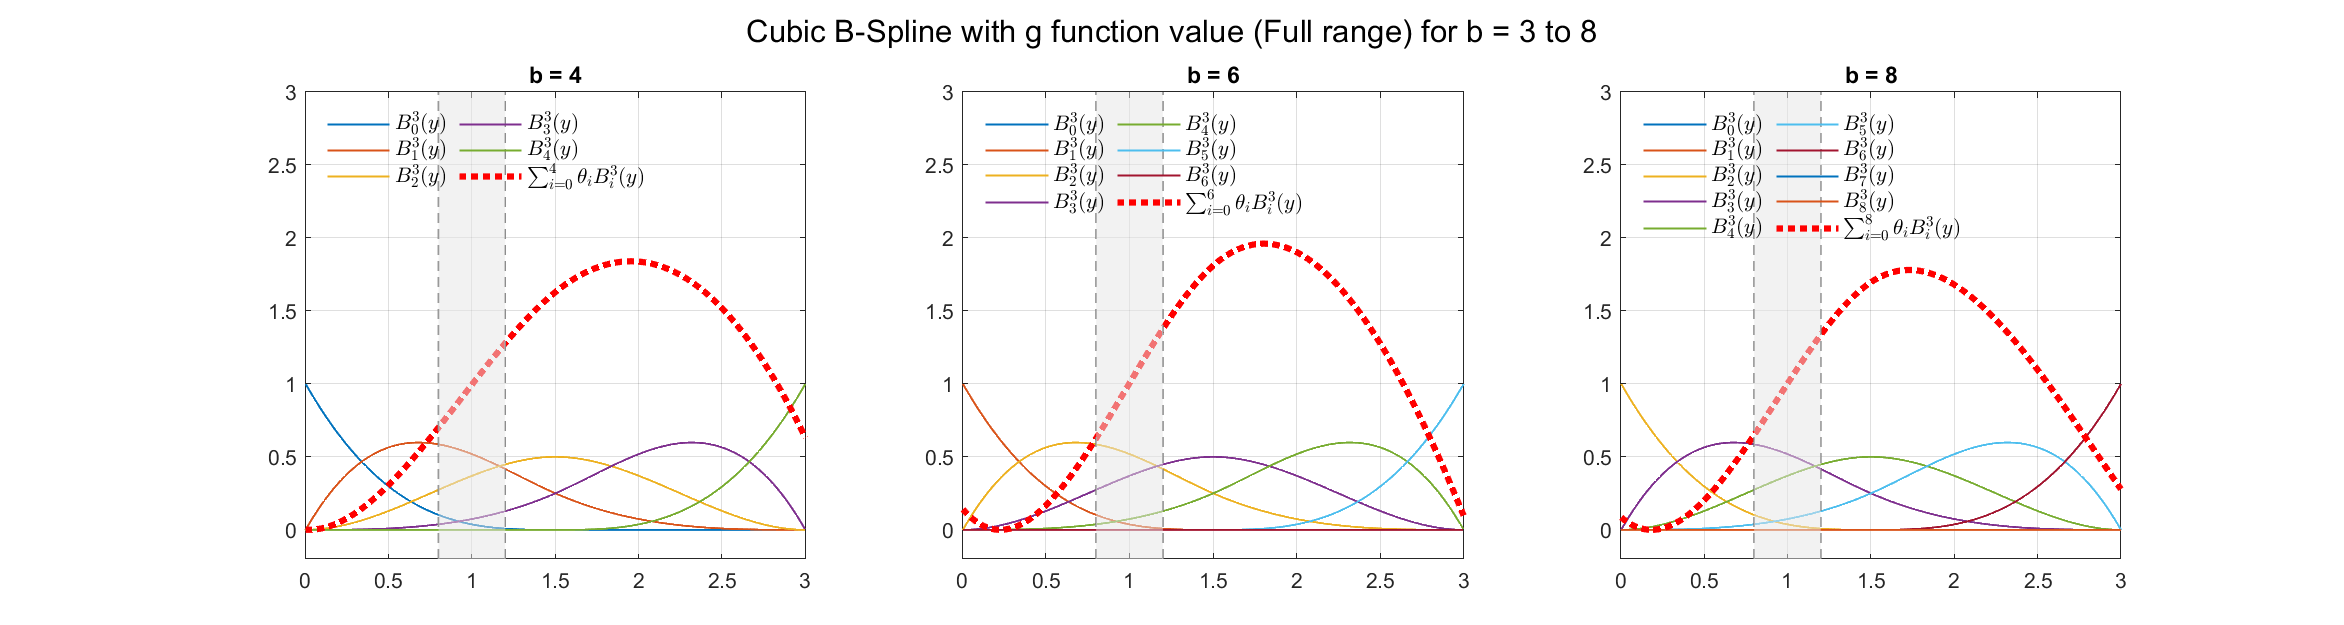 Cubic B-Spline with g function value (Full range) for b = 3 to 8
b = 4
3
2.5
2
1.5
1
0.5
0
0 0.5 1 1.5 2 2.5 3
B_0^3(y) B_3^3(y)
B_1^3(y) B_4^3(y)
B_2^3(y) ∑_{i=0}^4 θ_i B_i^3(y)
b = 6
3
2.5
2
1.5
1
0.5
0
0 0.5 1 1.5 2 2.5 3
B_0^3(y) B_4^3(y)
B_1^3(y) B_5^3(y)
B_2^3(y) B_6^3(y)
B_3^3(y) ∑_{i=0}^6 θ_i B_i^3(y)
b = 8
3
2.5
2
1.5
1
0.5
0
0 0.5 1 1.5 2 2.5 3
B_0^3(y) B_5^3(y)
B_1^3(y) B_6^3(y)
B_2^3(y) B_7^3(y)
B_3^3(y) B_8^3(y)
B_4^3(y) ∑_{i=0}^8 θ_i B_i^3(y)